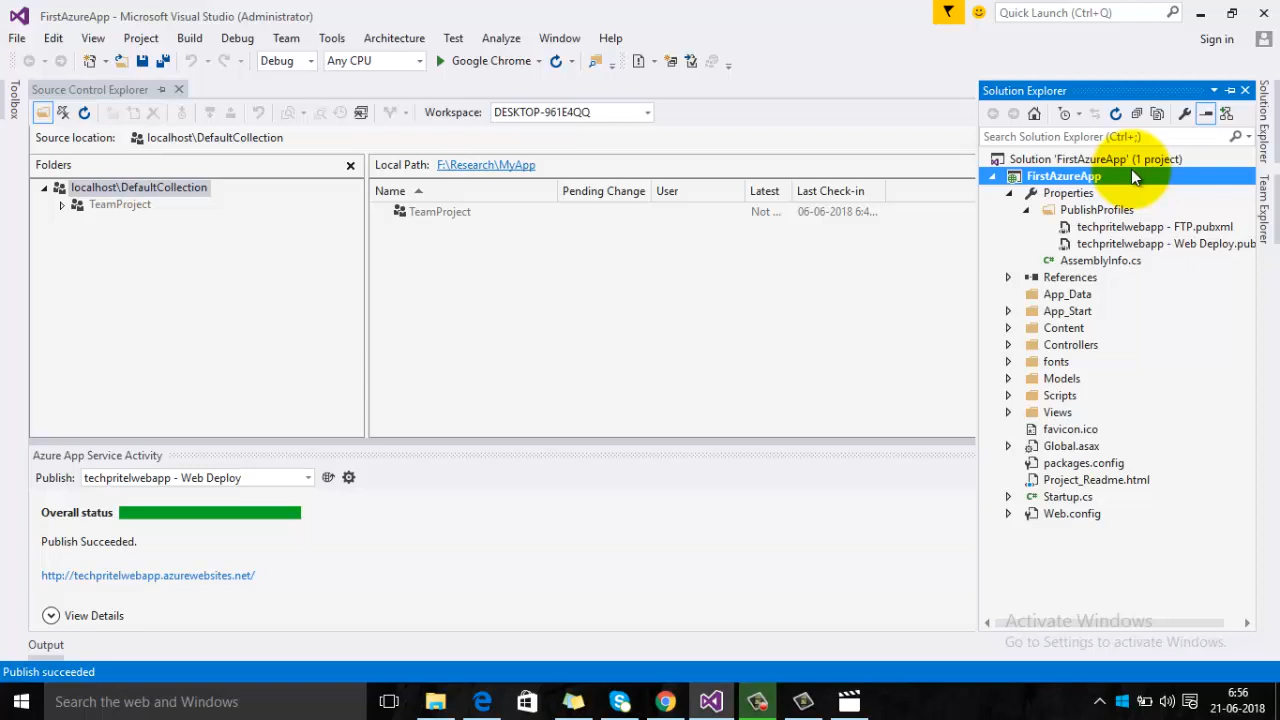 FirstAzureApp - Microsoft Visual Studio (Administrator)
Quick Launch (Ctrl+Q)
File Edit View Project Build Debug Team Tools Architecture Test Analyze Window Help
Sign in
Debug Any CPU Google Chrome
Toolbox
Source Control Explorer
Workspace: DESKTOP-961E4QQ
Source location: localhost\DefaultCollection
Folders
localhost\DefaultCollection
TeamProject
Local Path: F:\Research\MyApp
Name Pending Change User Latest Last Check-in
TeamProject Not ... 06-06-2018 6:4...
Azure App Service Activity
Publish: techpritelwebapp - Web Deploy
Overall status
Publish Succeeded.
http://techpritelwebapp.azurewebsites.net/
View Details
Output
Solution Explorer
Search Solution Explorer (Ctrl+;)
Solution 'FirstAzureApp' (1 project)
FirstAzureApp
Properties
PublishProfiles
techpritelwebapp - FTP.pubxml
techpritelwebapp - Web Deploy.pub
AssemblyInfo.cs
References
App_Data
App_Start
Content
Controllers
fonts
Models
Scripts
Views
favicon.ico
Global.asax
packages.config
Project_Readme.html
Startup.cs
Web.config
Solution Explorer
Team Explorer
Activate Windows
Go to Settings to activate Windows.
Publish succeeded
Search the web and Windows
6:56
21-06-2018